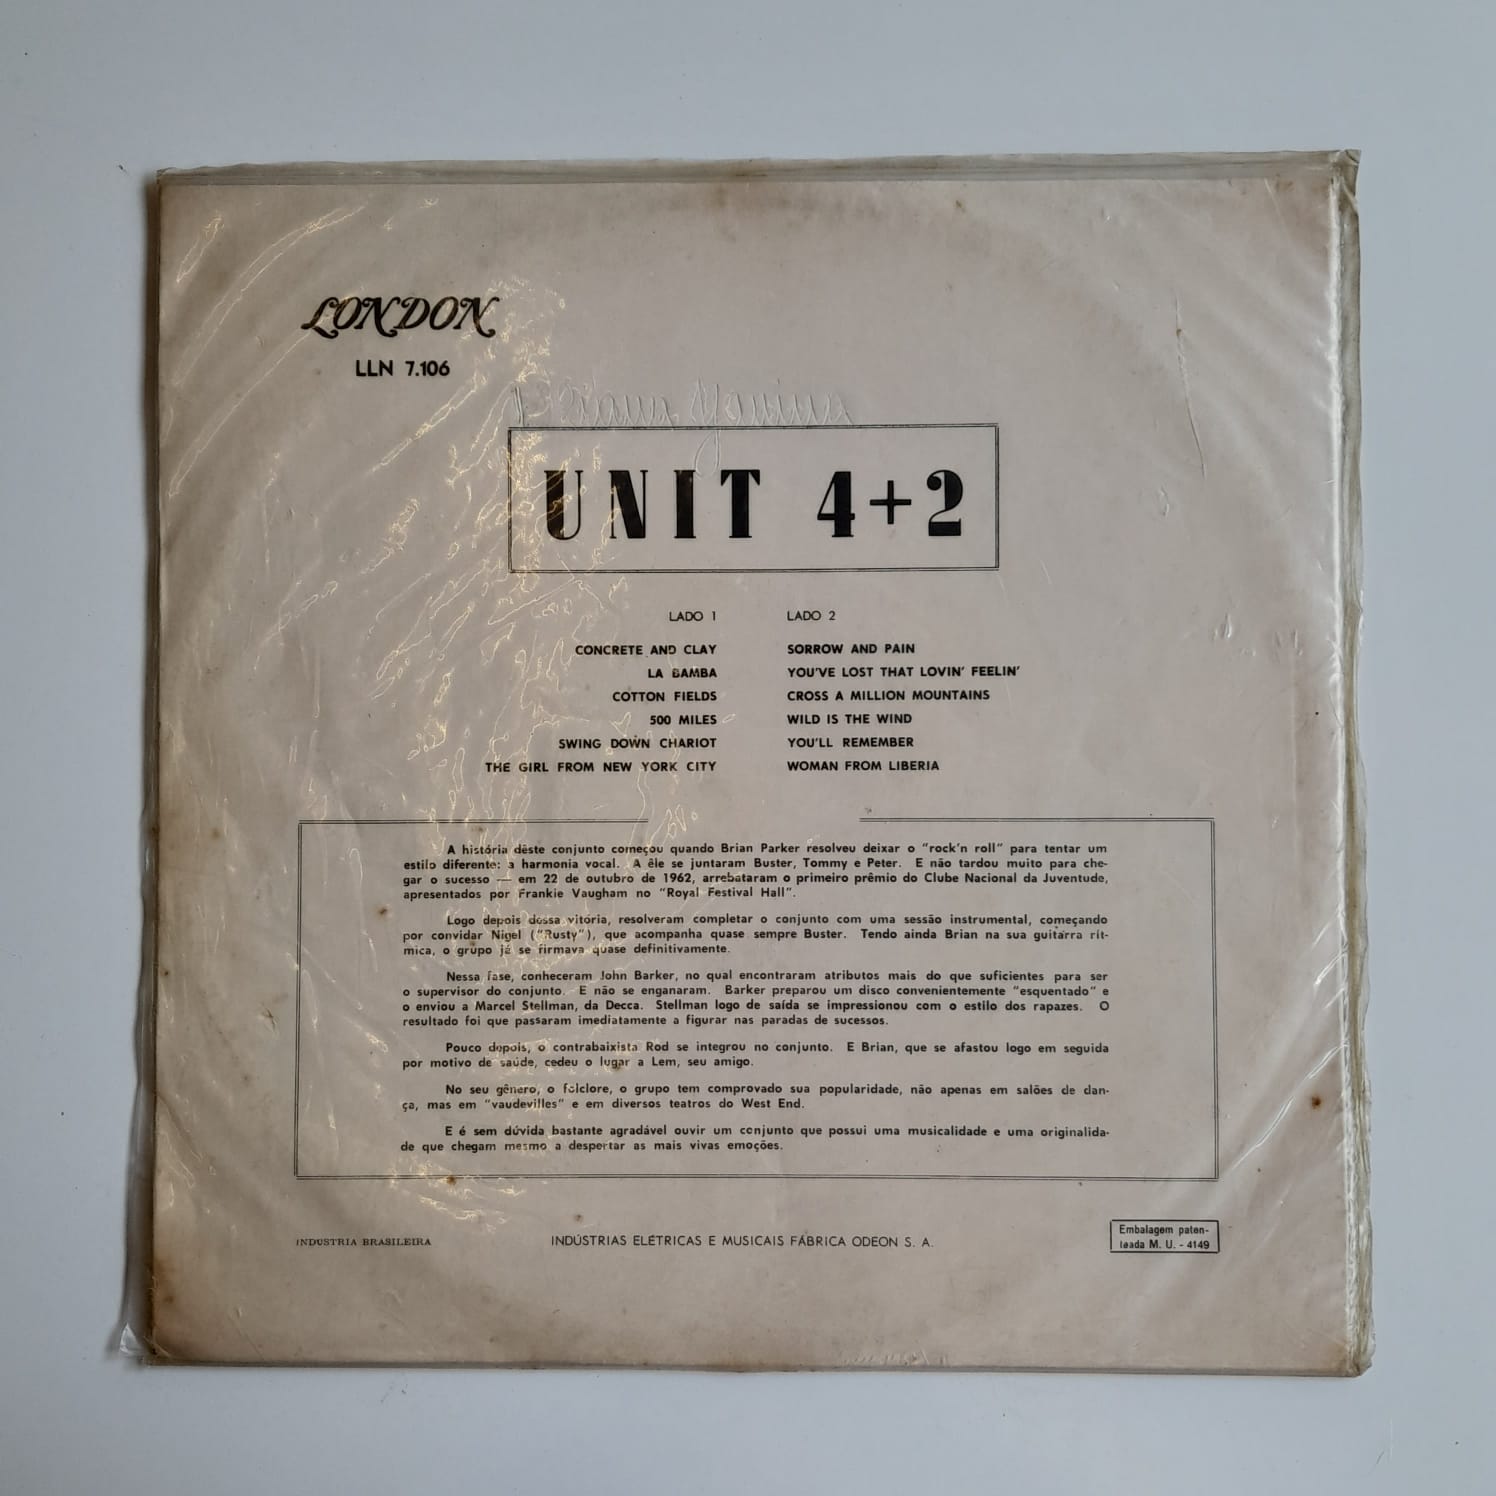 LONDON
LLN 7.106
UNIT 4+2
LADO 1
CONCRETE AND CLAY
LA BAMBA
COTTON FIELDS
500 MILES
SWING DOWN CHARIOT
THE GIRL FROM NEW YORK CITY
LADO 2
SORROW AND PAIN
YOU'VE LOST THAT LOVIN' FEELIN'
CROSS A MILLION MOUNTAINS
WILD IS THE WIND
YOU'LL REMEMBER
WOMAN FROM LIBERIA
A história dêste conjunto começou quando Brian Parker resolveu deixar o "rock'n roll" para tentar um
estilo diferente: a harmonia vocal. A êle se juntaram Buster, Tommy e Peter. E não tardou muito para che-
gar o sucesso — em 22 de outubro de 1962, arrebataram o primeiro prêmio do Clube Nacional da Juventude,
apresentados por Frankie Vaugham no "Royal Festival Hall".
Logo depois dessa vitória, resolveram completar o conjunto com uma sessão instrumental, começando
por convidar Nigel ("Rusty"), que acompanha quase sempre Buster. Tendo ainda Brian na sua guitarra rít-
mica, o grupo já se firmava quase definitivamente.
Nessa fase, conheceram John Barker, no qual encontraram atributos mais do que suficientes para ser
o supervisor do conjunto. E não se enganaram. Barker preparou um disco convenientemente "esquentado" e
o enviou a Marcel Stellman, da Decca. Stellman logo de saída se impressionou com o estilo dos rapazes. O
resultado foi que passaram imediatamente a figurar nas paradas de sucessos.
Pouco depois, o contrabaixista Rod se integrou no conjunto. E Brian, que se afastou logo em seguida
por motivo de saúde, cedeu o lugar a Lem, seu amigo.
No seu gênero, o folclore, o grupo tem comprovado sua popularidade, não apenas em salões de dan-
ça, mas em "vaudevilles" e em diversos teatros do West End.
E é sem dúvida bastante agradável ouvir um conjunto que possui uma musicalidade e uma originalida-
de que chegam mesmo a despertar as mais vivas emoções.
INDUSTRIA BRASILEIRA
INDÚSTRIAS ELÉTRICAS E MUSICAIS FÁBRICA ODEON S. A.
Embalagem paten-
teada M. U. - 4149